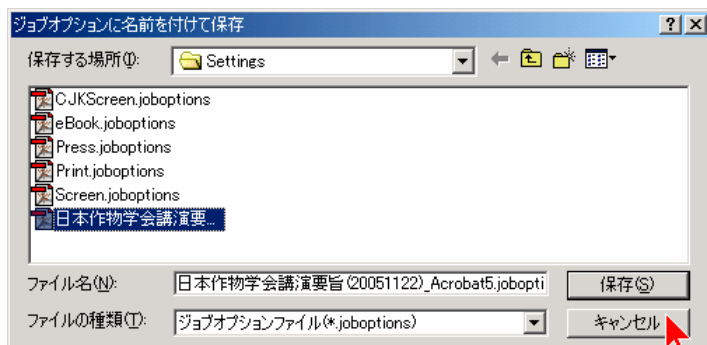 ジョブオプションに名前を付けて保存
保存する場所(I):
Settings
CJKScreen.joboptions
eBook.joboptions
Press.joboptions
Print.joboptions
Screen.joboptions
日本作物学会講演要...
ファイル名(N):
日本作物学会講演要旨(20051122)_Acrobat5.jobopti
保存(S)
ファイルの種類(T):
ジョブオプションファイル(*.joboptions)
キャンセル